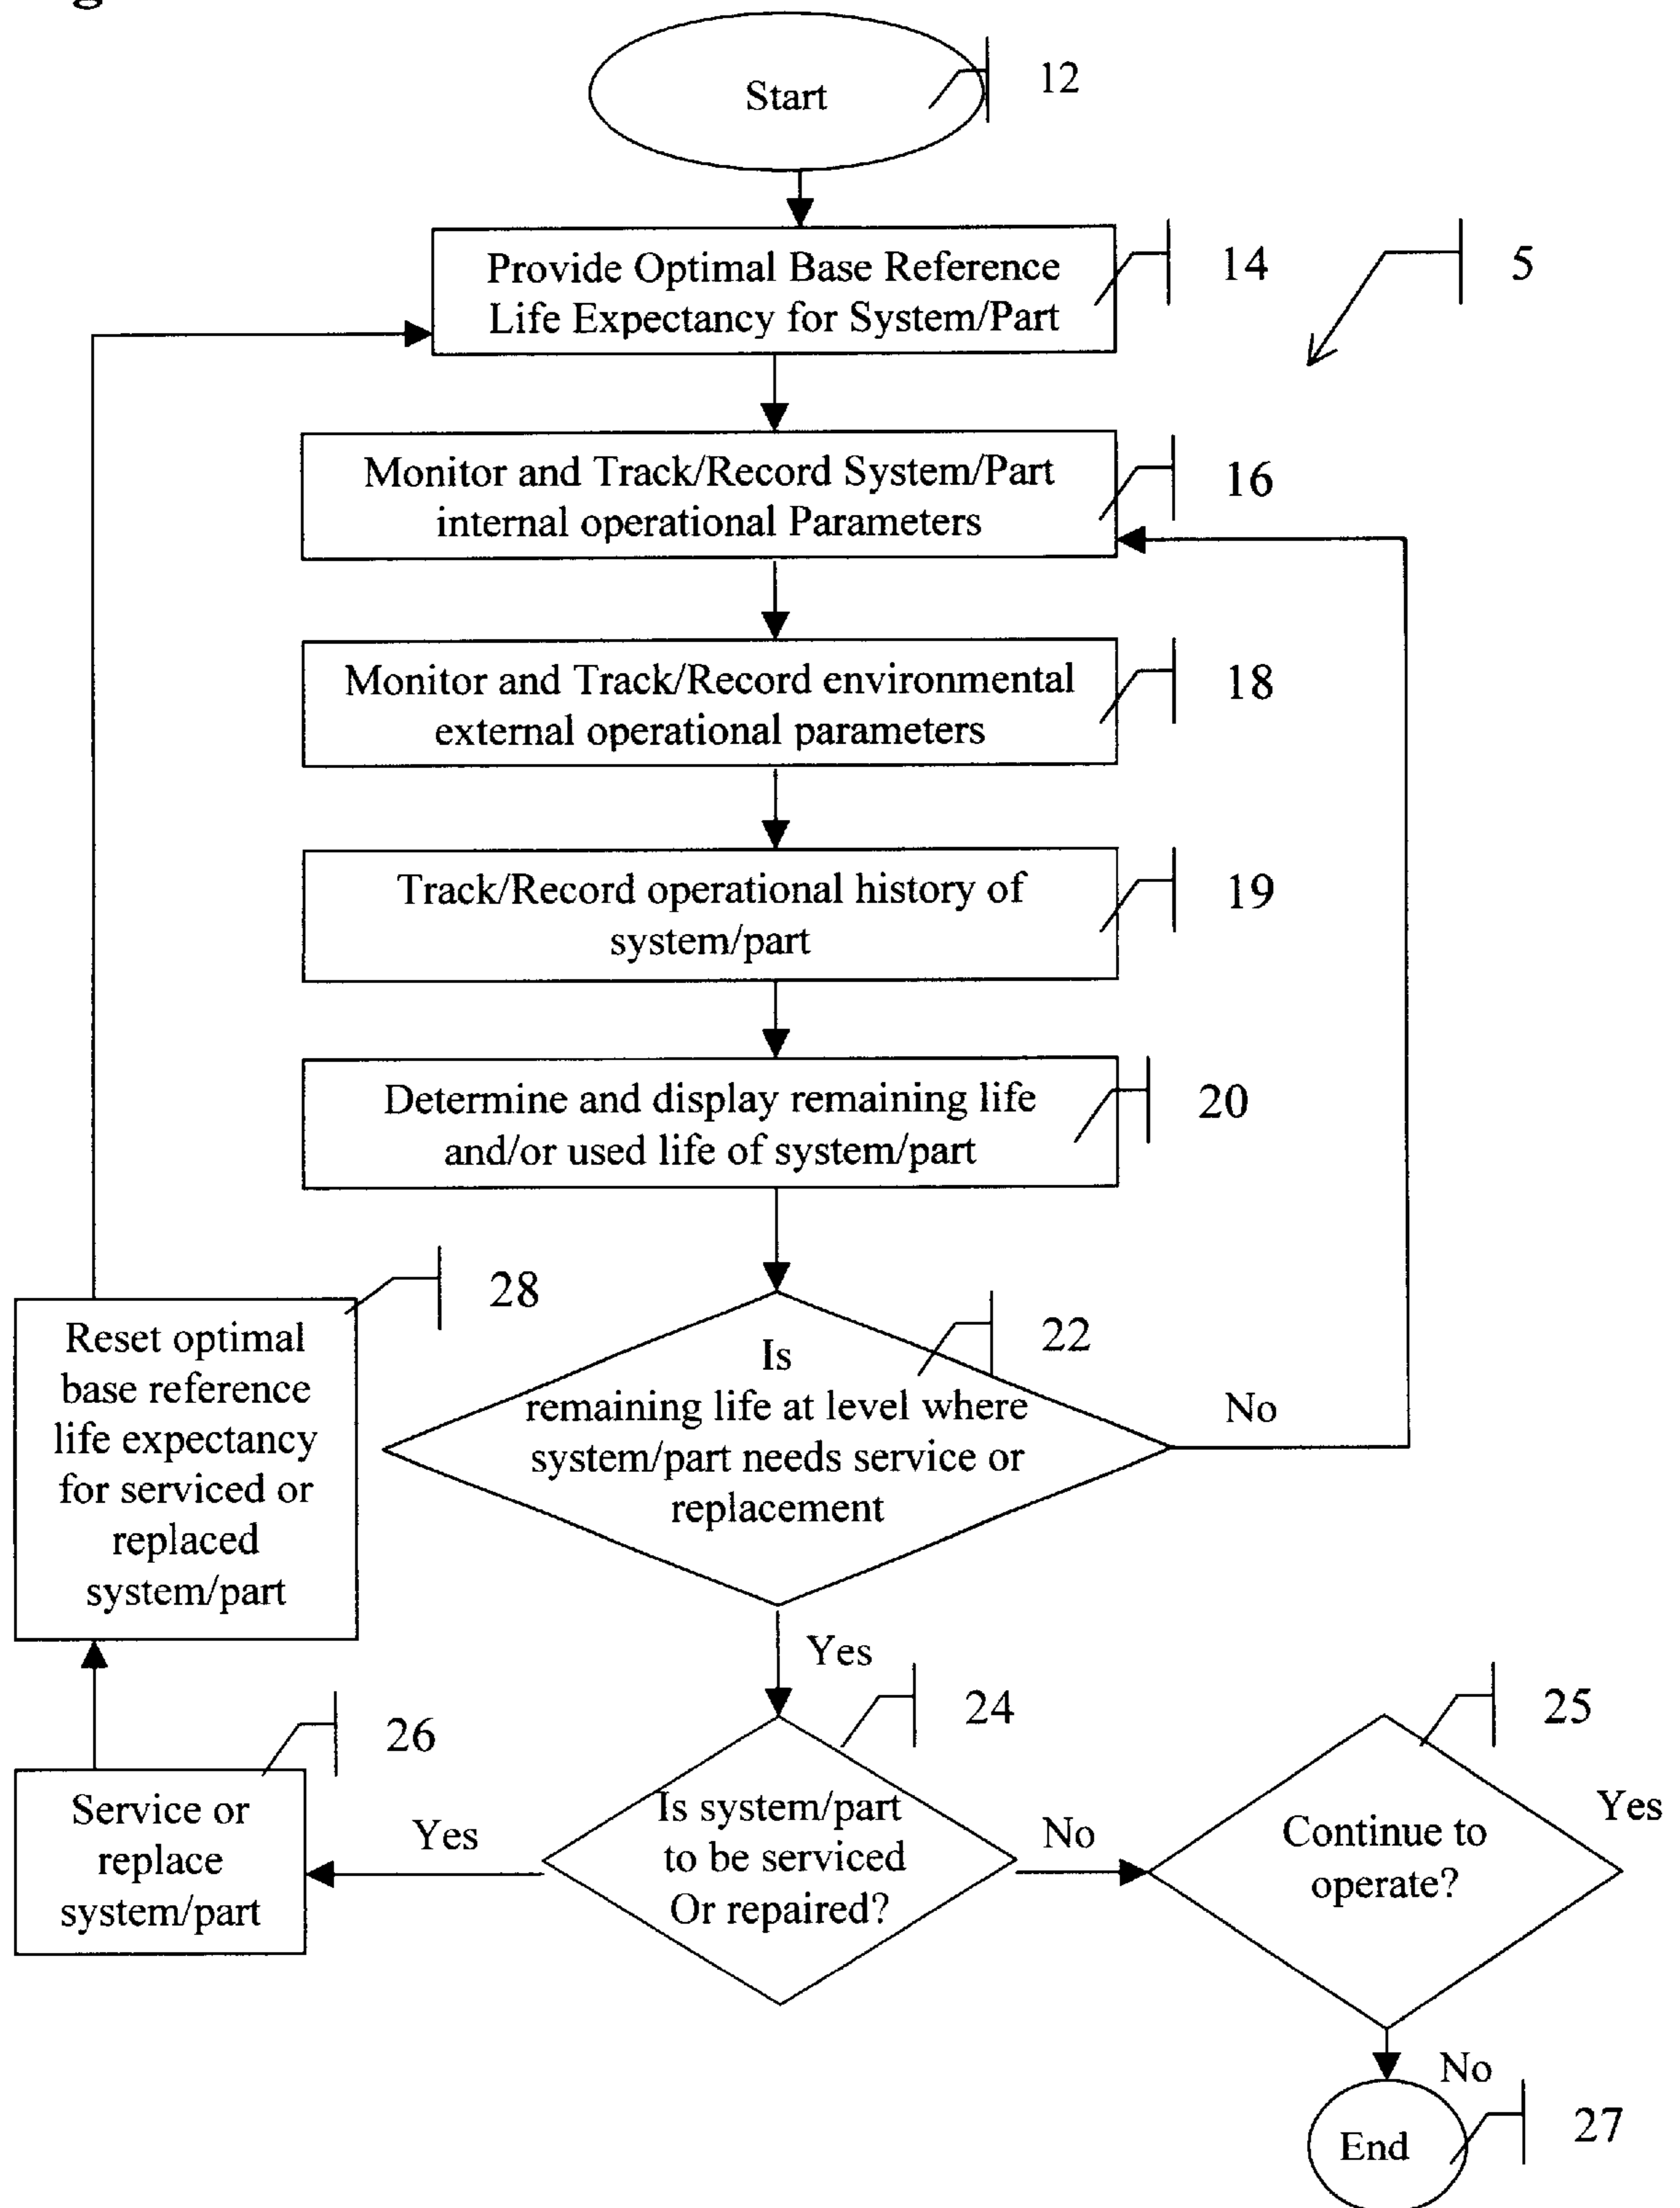 Start
12
Provide Optimal Base Reference
Life Expectancy for System/Part
14
5
Monitor and Track/Record System/Part
internal operational Parameters
16
Monitor and Track/Record environmental
external operational parameters
18
Track/Record operational history of
system/part
19
Determine and display remaining life
and/or used life of system/part
20
28
Reset optimal
base reference
life expectancy
for serviced or
replaced
system/part
22
Is
remaining life at level where
system/part needs service or
replacement
No
Yes
24
25
26
Service or
replace
system/part
Yes
Is system/part
to be serviced
Or repaired?
No
Continue to
operate?
Yes
No
End
27